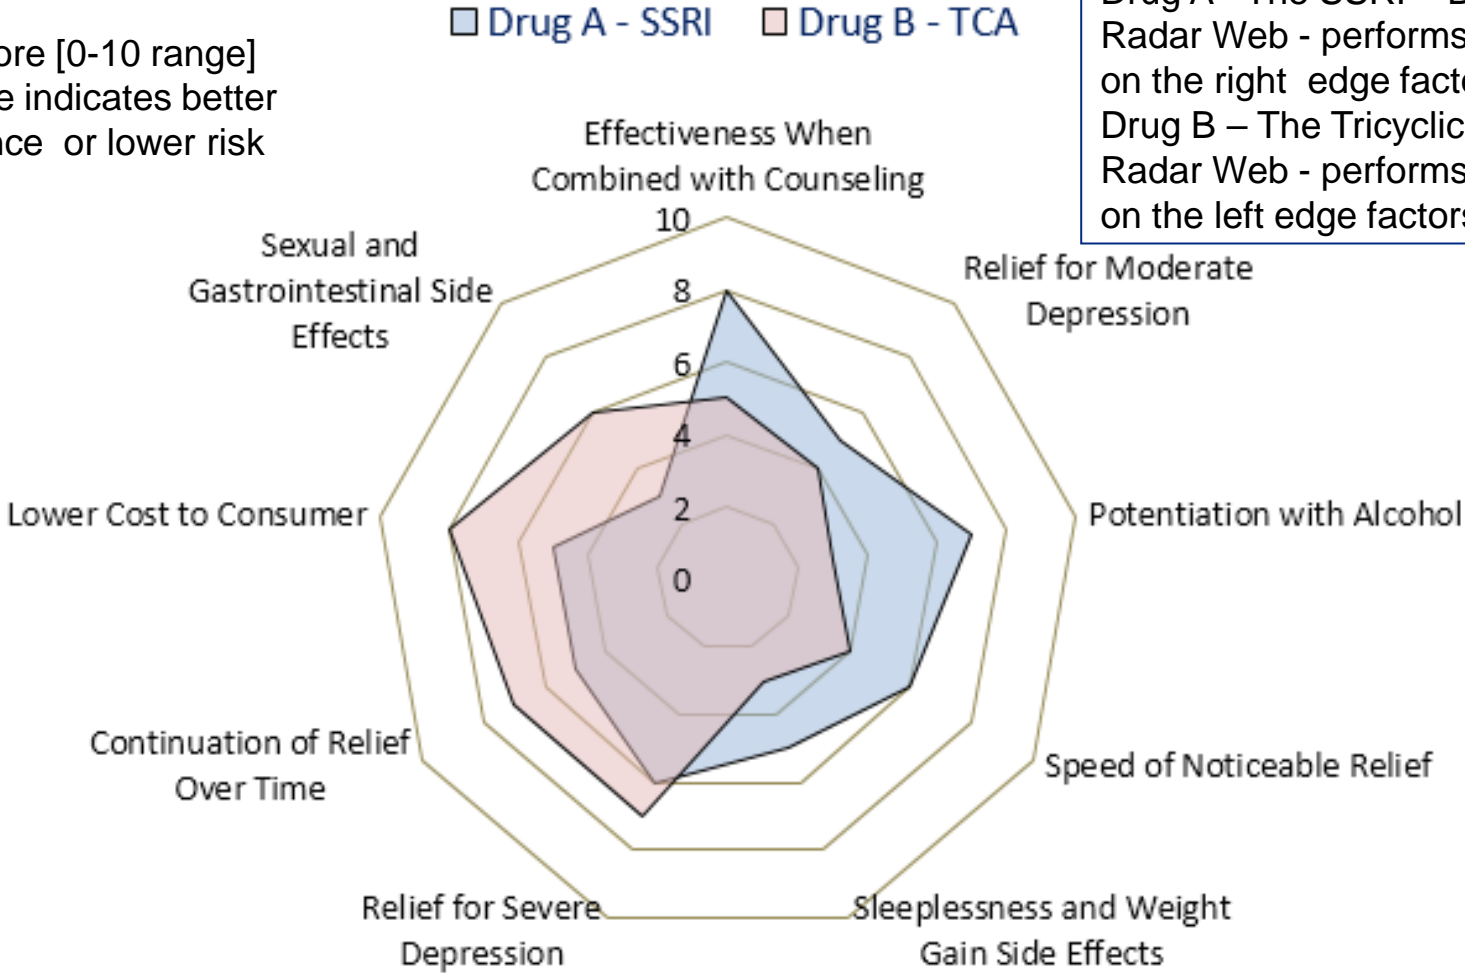 Drug A - SSRI Drug B - TCA
[0-10 range]
indicates better
or lower risk
Radar Web - performs
on the right edge
Drug B – The Tricyclic
Radar Web - performs
on the left edge factors
Effectiveness When
Combined with Counseling
Relief for Moderate
Depression
Potentiation with Alcohol
Speed of Noticeable Relief
Sleeplessness and Weight
Gain Side Effects
Relief for Severe
Depression
Continuation of Relief
Over Time
Lower Cost to Consumer
Sexual and
Gastrointestinal Side
Effects
10
8
6
4
2
0